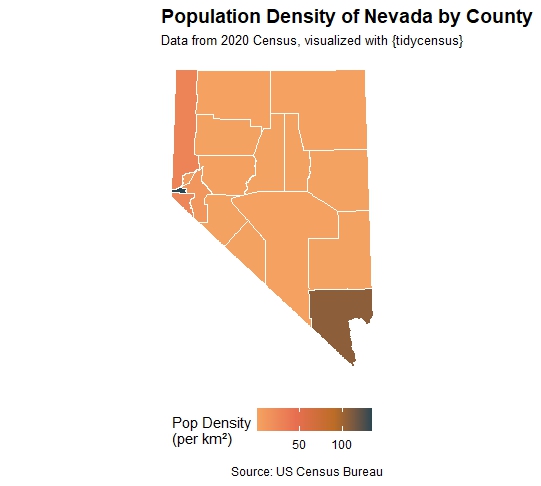 Population Density of Nevada by County
Data from 2020 Census, visualized with {tidycensus}
Pop Density
(per km²)
50 100
Source: US Census Bureau